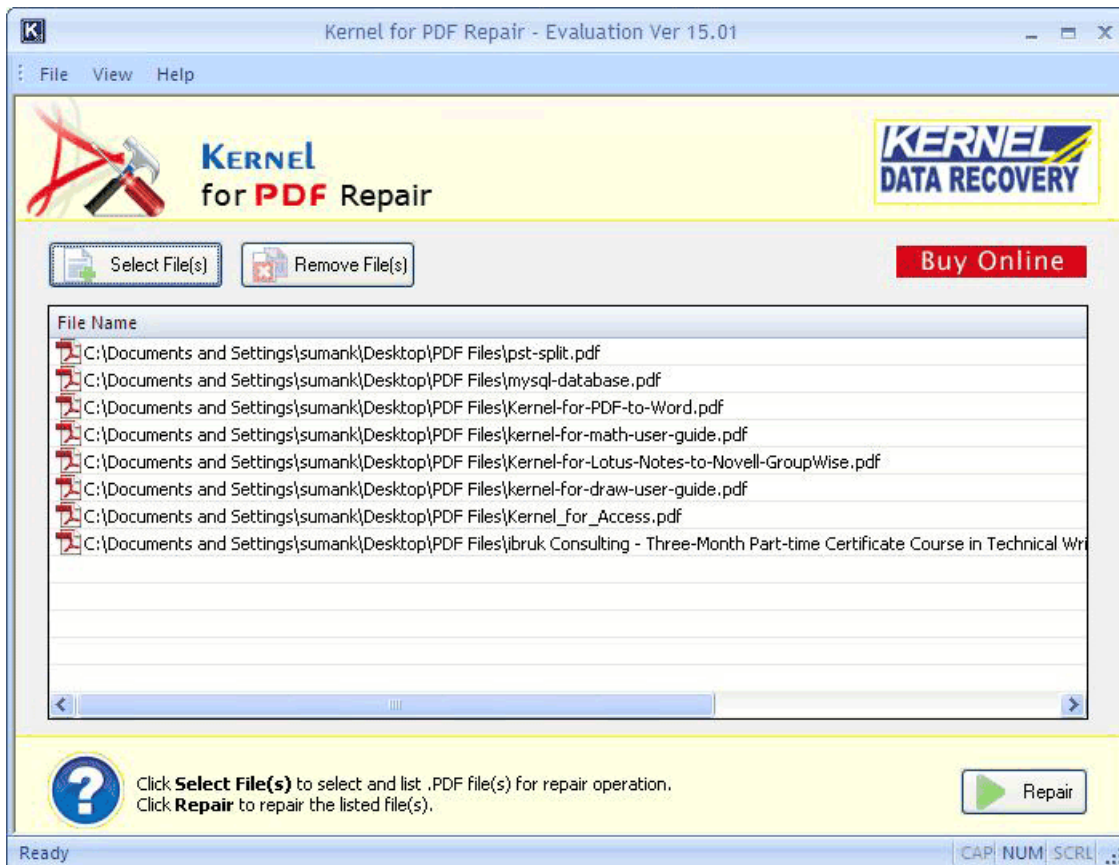 K
Kernel for PDF Repair - Evaluation Ver 15.01
File View Help
KERNEL
for PDF Repair
KERNEL
DATA RECOVERY
Select File(s) Remove File(s)
Buy Online
File Name
C:\Documents and Settings\sumank\Desktop\PDF Files\pst-split.pdf
C:\Documents and Settings\sumank\Desktop\PDF Files\mysql-database.pdf
C:\Documents and Settings\sumank\Desktop\PDF Files\Kernel-for-PDF-to-Word.pdf
C:\Documents and Settings\sumank\Desktop\PDF Files\kernel-for-math-user-guide.pdf
C:\Documents and Settings\sumank\Desktop\PDF Files\Kernel-for-Lotus-Notes-to-Novell-GroupWise.pdf
C:\Documents and Settings\sumank\Desktop\PDF Files\kernel-for-draw-user-guide.pdf
C:\Documents and Settings\sumank\Desktop\PDF Files\Kernel_for_Access.pdf
C:\Documents and Settings\sumank\Desktop\PDF Files\ibruk Consulting - Three-Month Part-time Certificate Course in Technical Wri
Click Select File(s) to select and list .PDF file(s) for repair operation.
Click Repair to repair the listed file(s).
Repair
Ready
CAP NUM SCRL